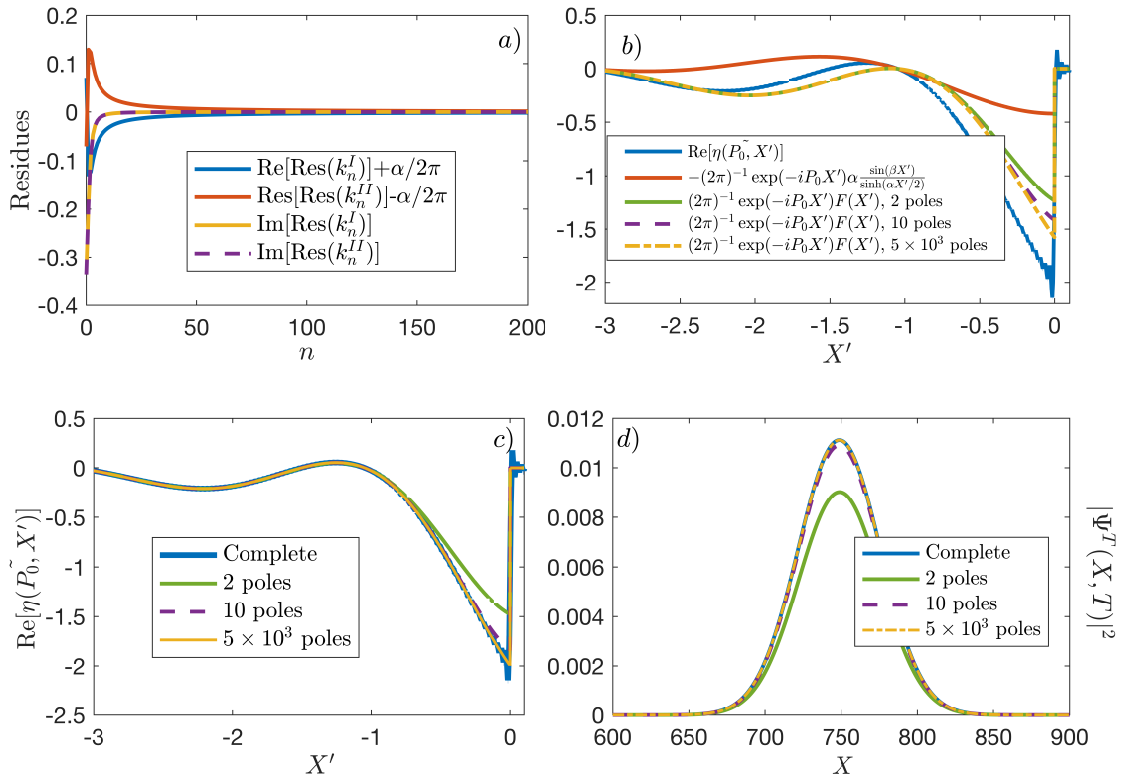 0.2
0.1
0
-0.1
-0.2
-0.3
-0.4
0
50
100
150
200
Residues
n
a)
Re[Res(k_n^I)]+α/2π
Res[Res(k_n^{II})]-α/2π
Im[Res(k_n^I)]
Im[Res(k_n^{II})]
0.5
0
-0.5
-1
-1.5
-2
-3
-2.5
-2
-1.5
-1
-0.5
0
X′
b)
Re[η(P̃_0, X′)]
-(2π)^{-1} exp(-iP_0X′)α sin(βX′)/sinh(αX′/2)
(2π)^{-1} exp(-iP_0X′)F(X′), 2 poles
(2π)^{-1} exp(-iP_0X′)F(X′), 10 poles
(2π)^{-1} exp(-iP_0X′)F(X′), 5 × 10^3 poles
0.5
0
-0.5
-1
-1.5
-2
-2.5
-3
-2
-1
0
Re[η(P̃_0, X′)]
X′
c)
Complete
2 poles
10 poles
5 × 10^3 poles
0.012
0.01
0.008
0.006
0.004
0.002
0
600
650
700
750
800
850
900
X
|Ψ^T(X, T)|^2
d)
Complete
2 poles
10 poles
5 × 10^3 poles